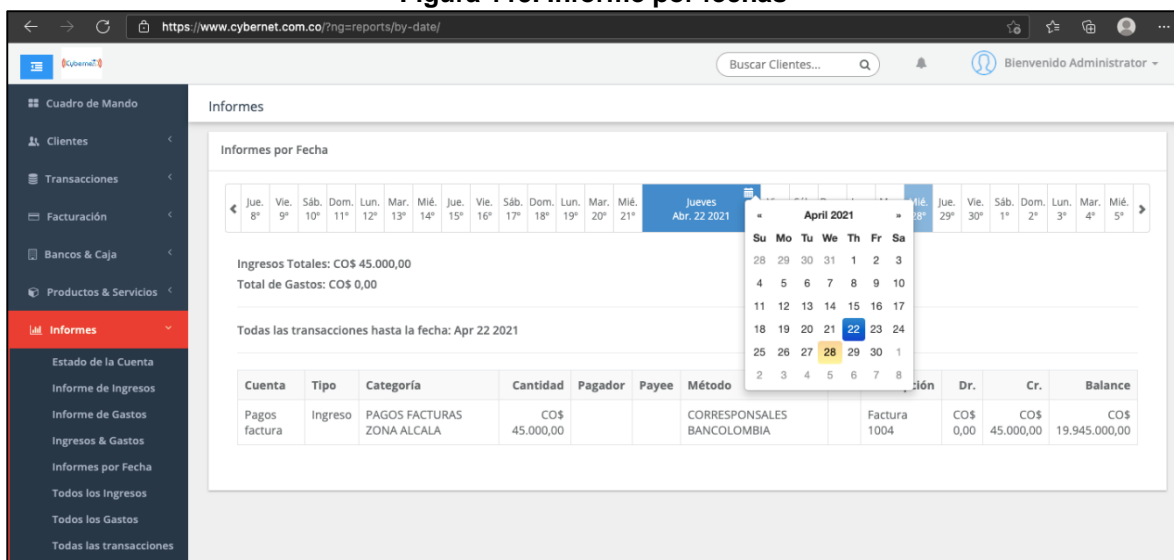 https://www.cybernet.com.co/?ng=reports/by-date/
Cybernet
Buscar Clientes...
Bienvenido Administrator
Cuadro de Mando
Clientes
Transacciones
Facturación
Bancos & Caja
Productos & Servicios
Informes
Estado de la Cuenta
Informe de Ingresos
Informe de Gastos
Ingresos & Gastos
Informes por Fecha
Todos los Ingresos
Todos los Gastos
Todas las transacciones
Informes
Informes por Fecha
Jue. Vie. Sáb. Dom. Lun. Mar. Mié. Jue. Vie. Sáb. Dom. Lun. Mar. Mié. Jueves Mié. Jue. Vie. Sáb. Dom. Lun. Mar. Mié.
8° 9° 10° 11° 12° 13° 14° 15° 16° 17° 18° 19° 20° 21° Abr. 22 2021 28° 29° 30° 1° 2° 3° 4° 5°
« April 2021 »
Su Mo Tu We Th Fr Sa
28 29 30 31 1 2 3
4 5 6 7 8 9 10
11 12 13 14 15 16 17
18 19 20 21 22 23 24
25 26 27 28 29 30 1
2 3 4 5 6 7 8
Ingresos Totales: CO$ 45.000,00
Total de Gastos: CO$ 0,00
Todas las transacciones hasta la fecha: Apr 22 2021
Cuenta Tipo Categoría Cantidad Pagador Payee Método ción Dr. Cr. Balance
Pagos Ingreso PAGOS FACTURAS CO$ CORRESPONSALES Factura CO$ CO$ CO$
factura ZONA ALCALA 45.000,00 BANCOLOMBIA 1004 0,00 45.000,00 19.945.000,00